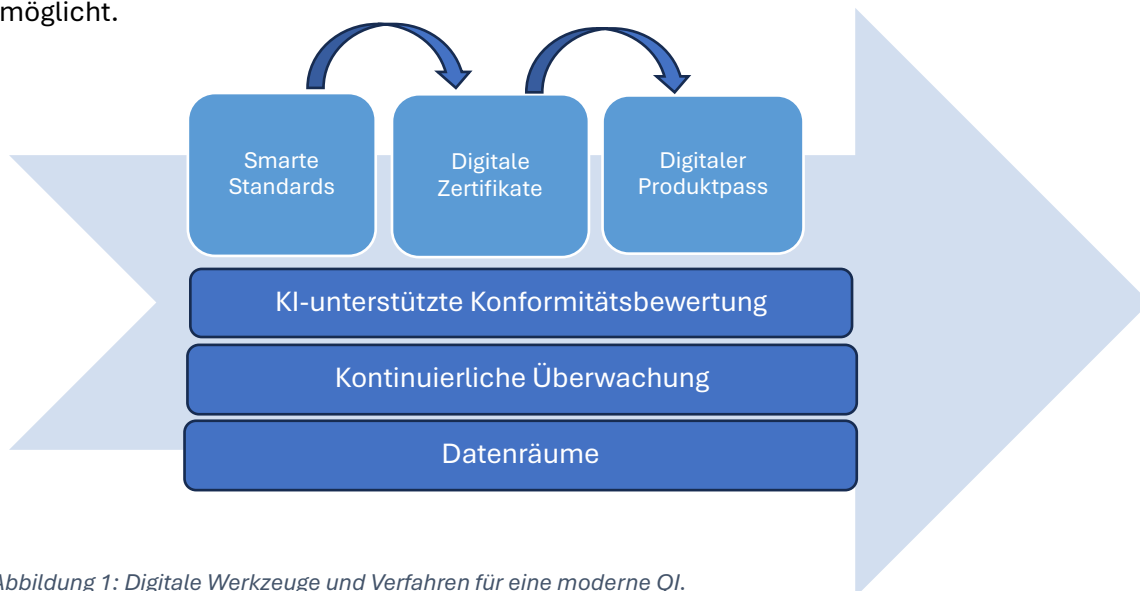 möglicht.
Smarte
Standards
Digitale
Zertifikate
Digitaler
Produktpass
KI-unterstützte Konformitätsbewertung
Kontinuierliche Überwachung
Datenräume
Abbildung 1: Digitale Werkzeuge und Verfahren für eine moderne QI.